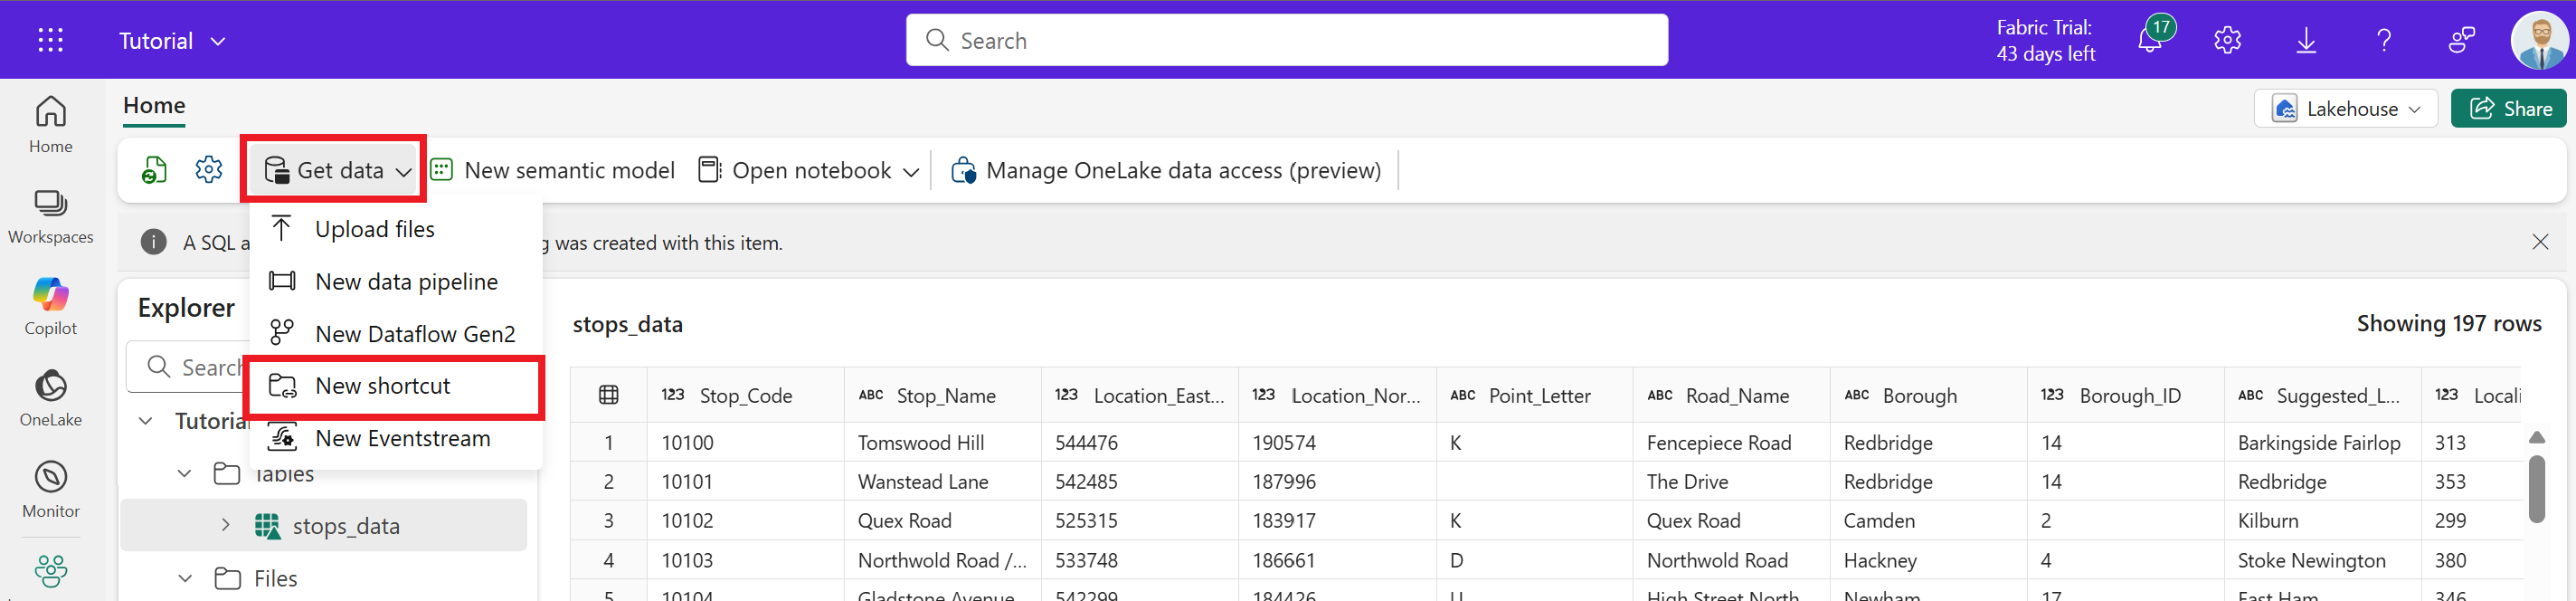 Tutorial
Search
Fabric Trial:
43 days left
17
Home
Lakehouse
Share
Home
Workspaces
Copilot
OneLake
Monitor
Get data
New semantic model
Open notebook
Manage OneLake data access (preview)
Upload files
New data pipeline
New Dataflow Gen2
New shortcut
New Eventstream
A SQL a
g was created with this item.
Explorer
Search
Tutorial
Tables
stops_data
Files
stops_data
Showing 197 rows
123 Stop_Code ABC Stop_Name 123 Location_East... 123 Location_Nor... ABC Point_Letter ABC Road_Name ABC Borough 123 Borough_ID ABC Suggested_L... 123 Locali
1 10100 Tomswood Hill 544476 190574 K Fencepiece Road Redbridge 14 Barkingside Fairlop 313
2 10101 Wanstead Lane 542485 187996 The Drive Redbridge 14 Redbridge 353
3 10102 Quex Road 525315 183917 K Quex Road Camden 2 Kilburn 299
4 10103 Northwold Road /... 533748 186661 D Northwold Road Hackney 4 Stoke Newington 380
5 10104 Gladstone Avenue 542299 184426 High Street North Newham 17 East Ham 346